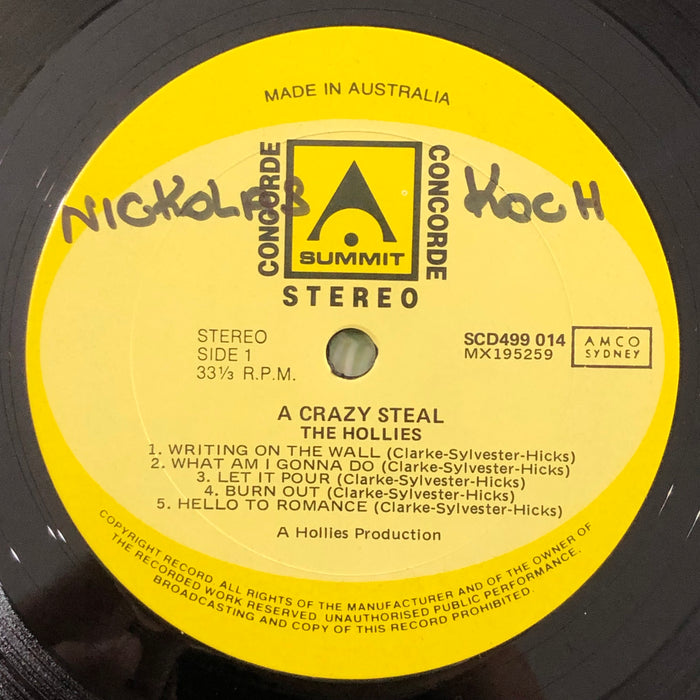 MADE IN AUSTRALIA
CONCORDE
CONCORDE
SUMMIT
STEREO
NICKOLAS KOCH
STEREO
SIDE 1
33⅓ R.P.M.
SCD499 014
MX195259
AMCO
SYDNEY
A CRAZY STEAL
THE HOLLIES
1. WRITING ON THE WALL (Clarke-Sylvester-Hicks)
2. WHAT AM I GONNA DO (Clarke-Sylvester-Hicks)
3. LET IT POUR (Clarke-Sylvester-Hicks)
4. BURN OUT (Clarke-Sylvester-Hicks)
5. HELLO TO ROMANCE (Clarke-Sylvester-Hicks)
A Hollies Production
COPYRIGHT RECORD ALL RIGHTS OF THE MANUFACTURER AND OF THE OWNER OF
THE RECORDED WORK RESERVED UNAUTHORISED PUBLIC PERFORMANCE.
BROADCASTING AND COPY OF THIS RECORD PROHIBITED.